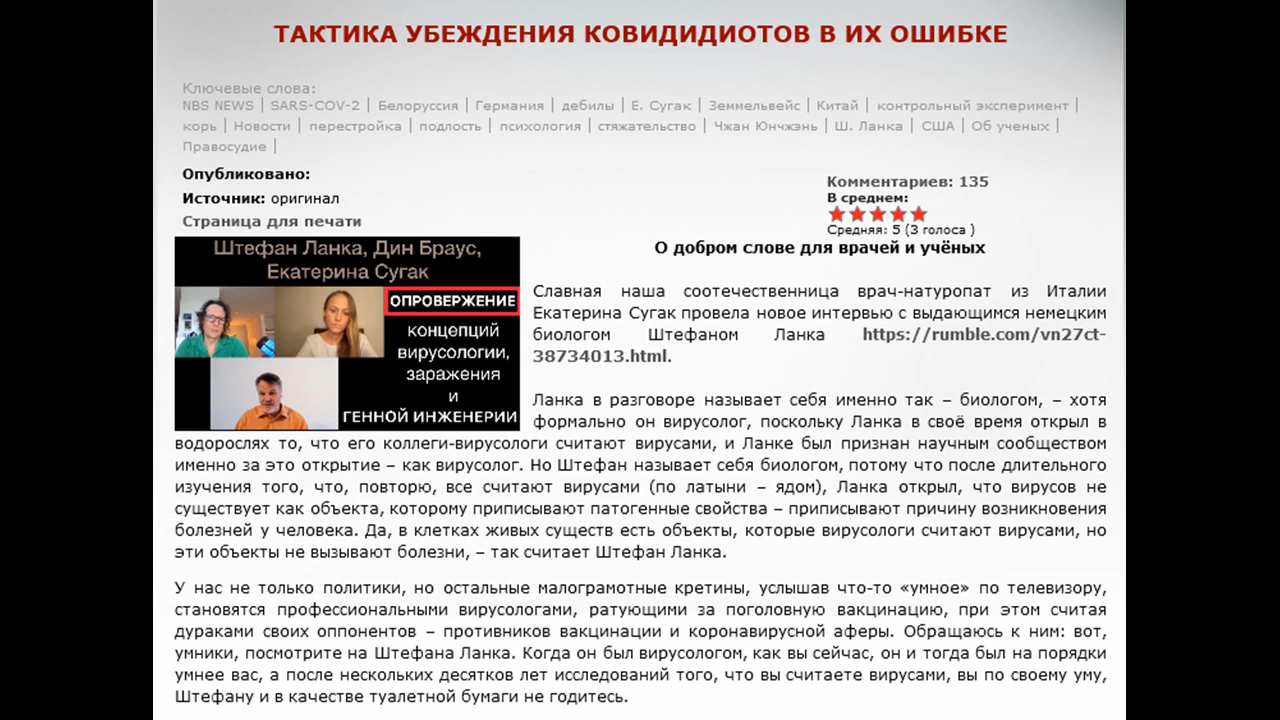 ТАКТИКА УБЕЖДЕНИЯ КОВИДИДИОТОВ В ИХ ОШИБКЕ
Ключевые слова:
NBS NEWS | SARS-COV-2 | Белоруссия | Германия | дебилы | Е. Сугак | Земмельвейс | Китай | контрольный эксперимент |
корь | Новости | перестройка | подлость | психология | стяжательство | Чжан Юнчжэнь | Ш. Ланка | США | Об ученых |
Правосудие |
Опубликовано:
Источник: оригинал
Страница для печати
Комментариев: 135
В среднем:
Средняя: 5 (3 голоса )
Штефан Ланка, Дин Браус,
Екатерина Сугак
ОПРОВЕРЖЕНИЕ
концепций
вирусологии,
заражения
и
ГЕННОЙ ИНЖЕНЕРИИ
О добром слове для врачей и учёных
Славная наша соотечественница врач-натуропат из Италии
Екатерина Сугак провела новое интервью с выдающимся немецким
биологом Штефаном Ланка https://rumble.com/vn27ct-
38734013.html.
Ланка в разговоре называет себя именно так – биологом, – хотя
формально он вирусолог, поскольку Ланка в своё время открыл в
водорослях то, что его коллеги-вирусологи считают вирусами, и Ланке был признан научным сообществом
именно за это открытие – как вирусолог. Но Штефан называет себя биологом, потому что после длительного
изучения того, что, повторю, все считают вирусами (по латыни – ядом), Ланка открыл, что вирусов не
существует как объекта, которому приписывают патогенные свойства – приписывают причину возникновения
болезней у человека. Да, в клетках живых существ есть объекты, которые вирусологи считают вирусами, но
эти объекты не вызывают болезни, – так считает Штефан Ланка.
У нас не только политики, но остальные малограмотные кретины, услышав что-то «умное» по телевизору,
становятся профессиональными вирусологами, ратующими за поголовную вакцинацию, при этом считая
дураками своих оппонентов – противников вакцинации и коронавирусной аферы. Обращаюсь к ним: вот,
умники, посмотрите на Штефана Ланка. Когда он был вирусологом, как вы сейчас, он и тогда был на порядки
умнее вас, а после нескольких десятков лет исследований того, что вы считаете вирусами, вы по своему уму,
Штефану и в качестве туалетной бумаги не годитесь.